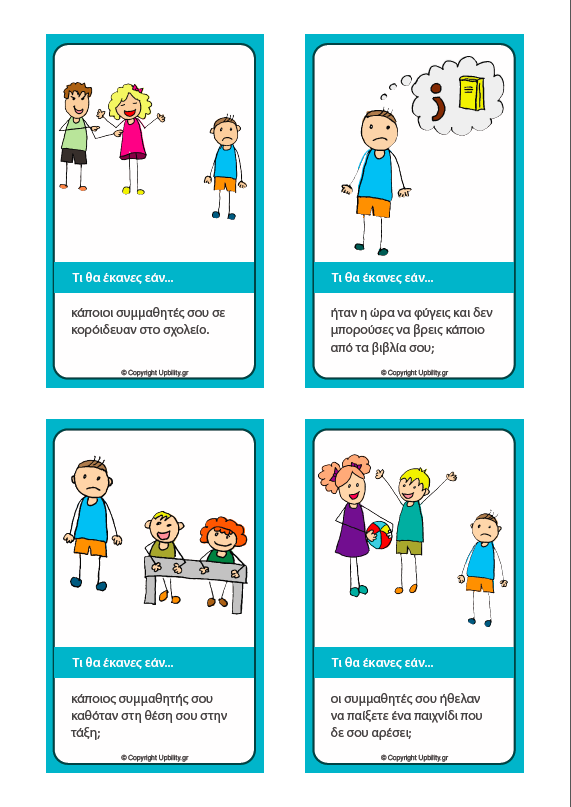 Τι θα έκανες εάν...
κάποιοι συμμαθητές σου σε
κορόιδευαν στο σχολείο.
© Copyright Upbility.gr
;
Τι θα έκανες εάν...
ήταν η ώρα να φύγεις και δεν
μπορούσες να βρεις κάποιο
από τα βιβλία σου;
© Copyright Upbility.gr
Τι θα έκανες εάν...
κάποιος συμμαθητής σου
καθόταν στη θέση σου στην
τάξη;
© Copyright Upbility.gr
Τι θα έκανες εάν...
οι συμμαθητές σου ήθελαν
να παίξετε ένα παιχνίδι που
δε σου αρέσει;
© Copyright Upbility.gr